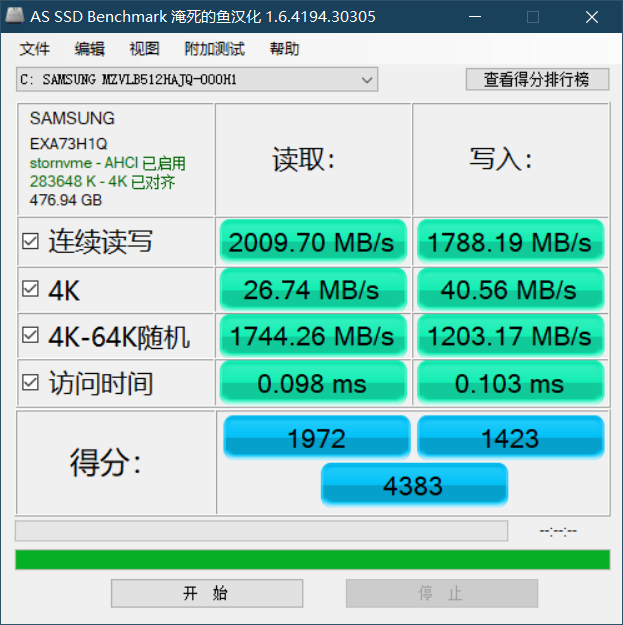 AS SSD Benchmark 淹死的鱼汉化 1.6.4194.30305
文件 编辑 视图 附加测试 帮助
C: SAMSUNG MZVLB512HAJQ-000H1 查看得分排行榜
SAMSUNG
EXA73H1Q
stornvme - AHCI 已启用
283648 K - 4K 已对齐
476.94 GB
读取: 写入:
连续读写 2009.70 MB/s 1788.19 MB/s
4K 26.74 MB/s 40.56 MB/s
4K-64K随机 1744.26 MB/s 1203.17 MB/s
访问时间 0.098 ms 0.103 ms
得分: 1972 1423
4383
--:--:--
开 始 停 止